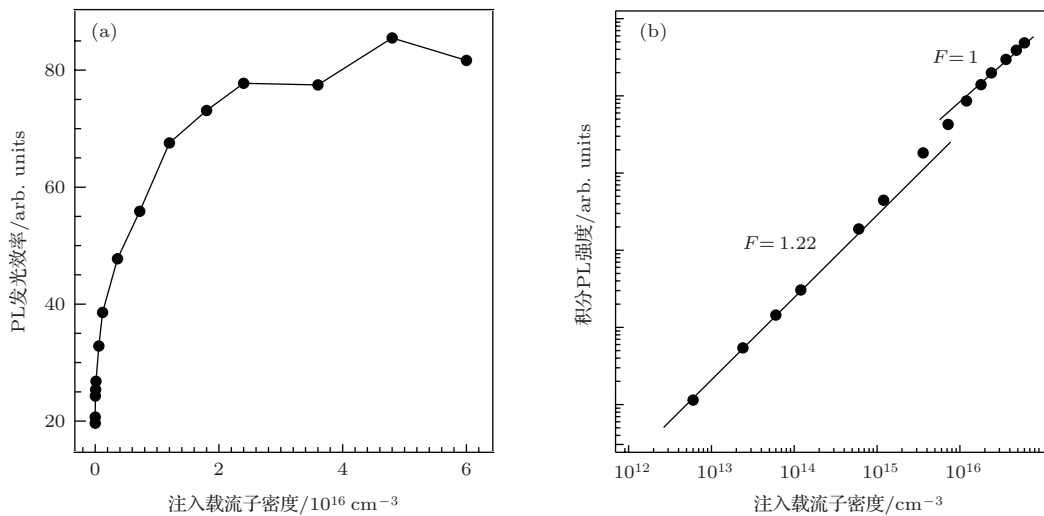 (a)
80
60
40
20
PL发光效率/arb. units
0 2 4 6
注入载流子密度/10¹⁶ cm⁻³
(b)
F=1
F=1.22
积分PL强度/arb. units
10¹² 10¹³ 10¹⁴ 10¹⁵ 10¹⁶
注入载流子密度/cm⁻³